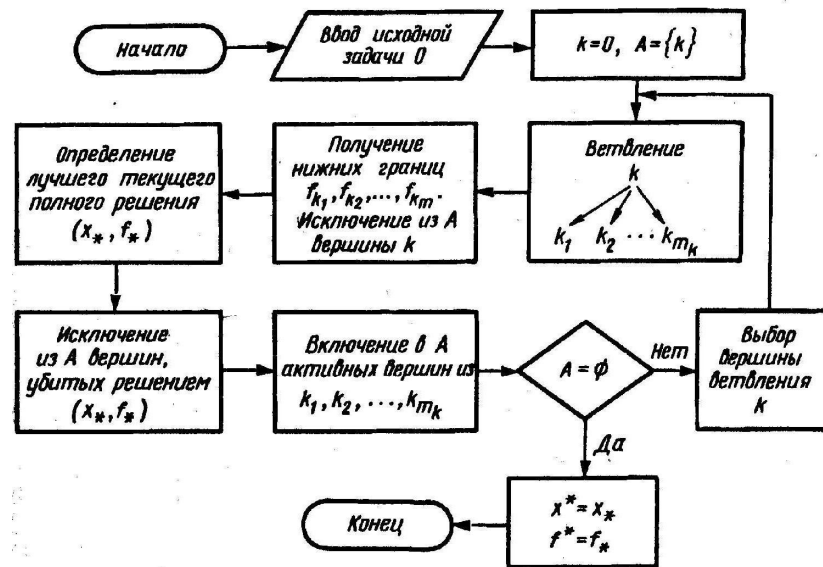 Начало
Ввод исходной
задачи 0
k=0, A={k}
Ветвление
k
k₁ k₂ ··· kₘₖ
Получение
нижних границ
fₖ₁, fₖ₂, ..., fₖₘ.
Исключение из A
вершины k
Определение
лучшего текущего
полного решения
(x*, f*)
Исключение
из A вершин,
убитых решением
(x*, f*)
Включение в A
активных вершин из
k₁, k₂, ..., kₘₖ
A = φ
Нет
Выбор
вершины
ветвления
k
Да
x* = x*
f* = f*
Конец